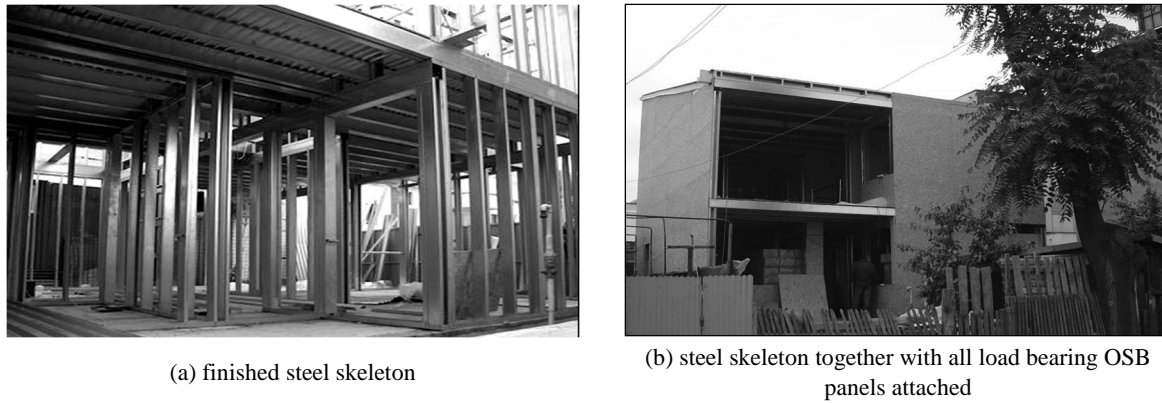 (a) finished steel skeleton
(b) steel skeleton together with all load bearing OSB
panels attached